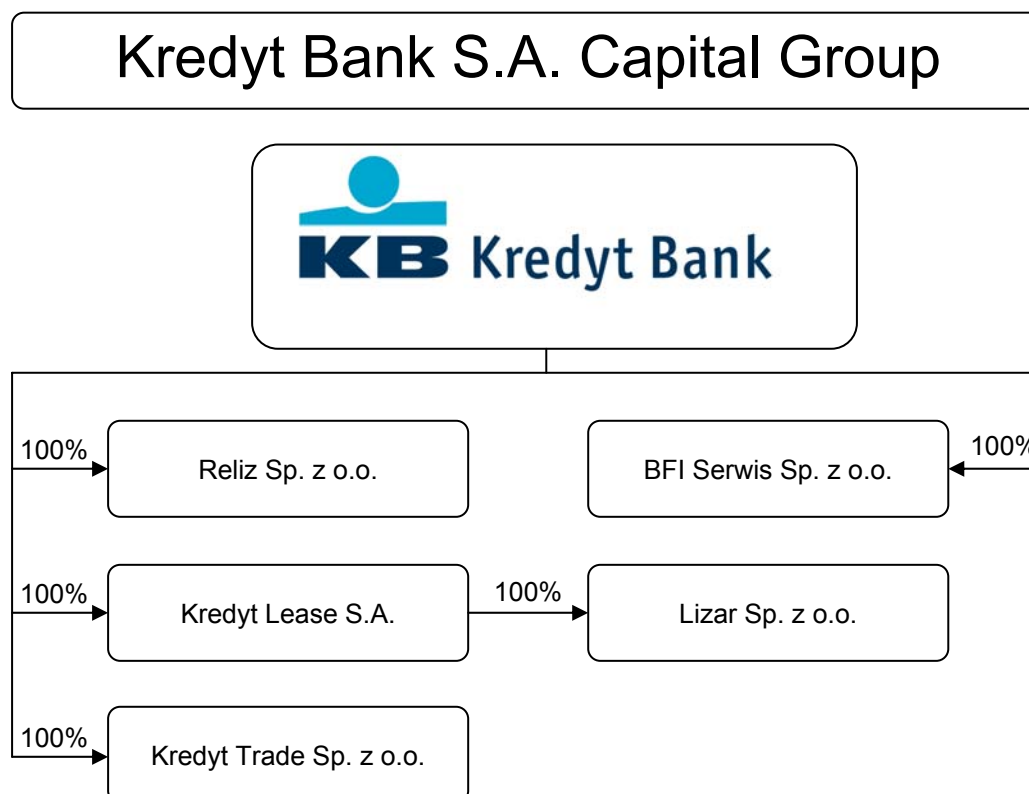 Kredyt Bank S.A. Capital Group
KB Kredyt Bank
100%
Reliz Sp. z o.o.
BFI Serwis Sp. z o.o.
100%
100%
Kredyt Lease S.A.
100%
Lizar Sp. z o.o.
100%
Kredyt Trade Sp. z o.o.